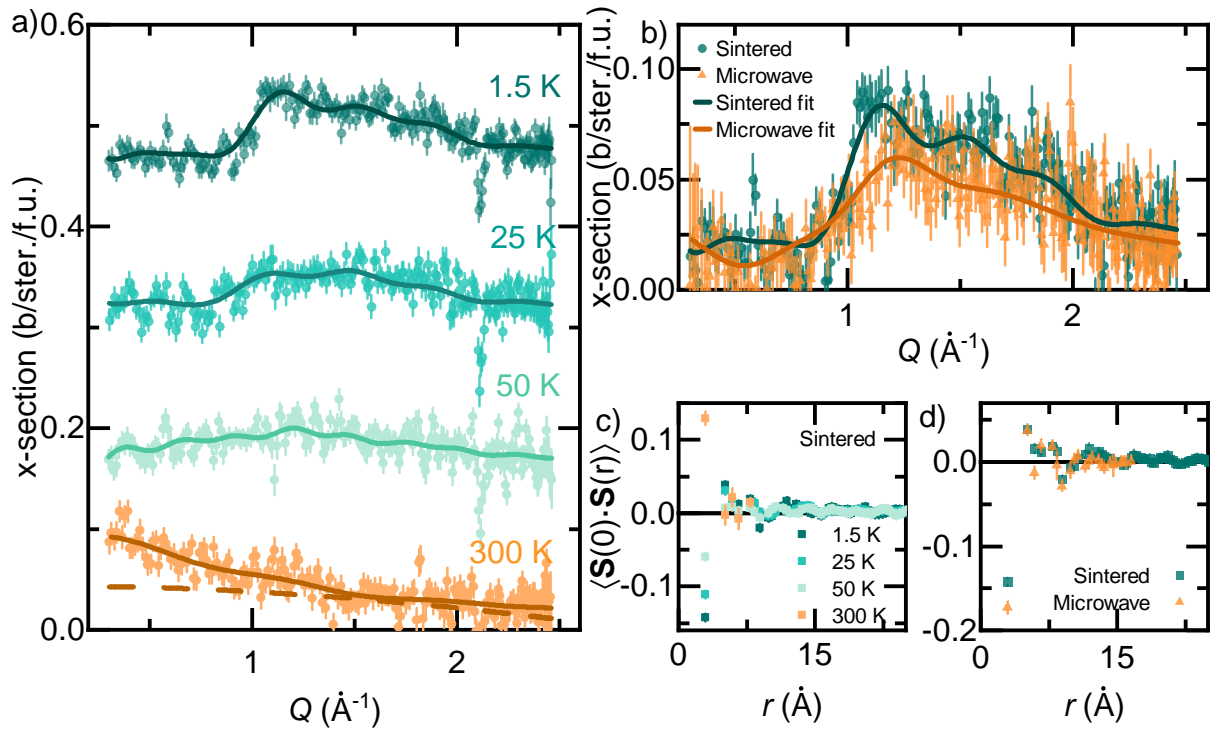 a)
x-section (b/ster./f.u.)
0.6
0.4
0.2
0.0
1.5 K
25 K
50 K
300 K
1
2
Q (Å-1)
b)
x-section (b/ster./f.u.)
0.10
0.05
0.00
Sintered
Microwave
Sintered fit
Microwave fit
1
2
Q (Å-1)
c)
⟨S(0)·S(r)⟩
0.1
0.0
-0.1
Sintered
1.5 K
25 K
50 K
300 K
0
15
r (Å)
d)
0.1
0.0
-0.1
-0.2
Sintered
Microwave
0
15
r (Å)